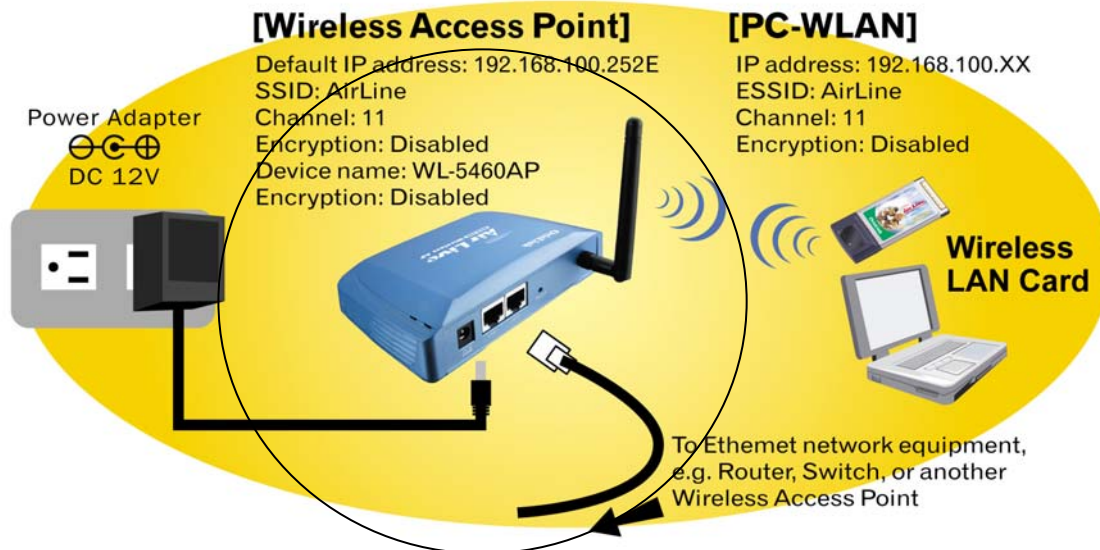 [Wireless Access Point]
Default IP address: 192.168.100.252E
SSID: AirLine
Channel: 11
Encryption: Disabled
Device name: WL-5460AP
Encryption: Disabled
[PC-WLAN]
IP address: 192.168.100.XX
ESSID: AirLine
Channel: 11
Encryption: Disabled
Power Adapter
DC 12V
Air Live
Wireless
LAN Card
To Ethemet network equipment,
e.g. Router, Switch, or another
Wireless Access Point